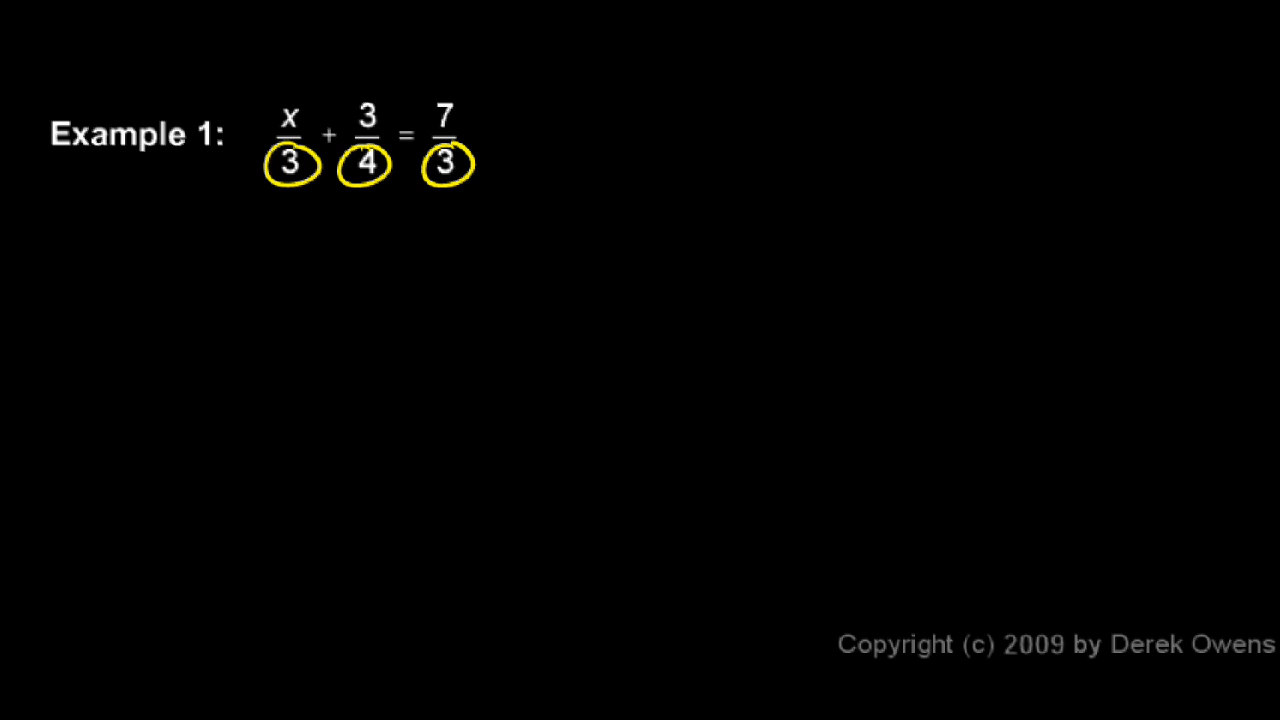 Example 1: x/3 + 3/4 = 7/3
Copyright (c) 2009 by Derek Owens